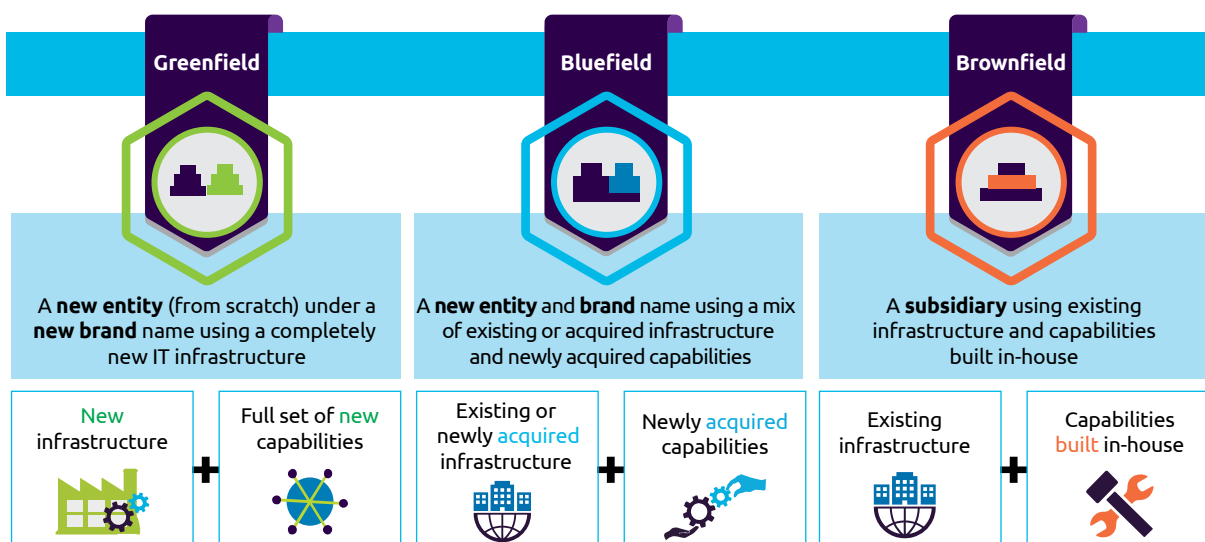 Greenfield
Bluefield
Brownfield
A new entity (from scratch) under a
new brand name using a completely
new IT infrastructure
A new entity and brand name using a mix
of existing or acquired infrastructure
and newly acquired capabilities
A subsidiary using existing
infrastructure and capabilities
built in-house
New
infrastructure
+
Full set of new
capabilities
Existing or
newly acquired
infrastructure
+
Newly acquired
capabilities
Existing
infrastructure
+
Capabilities
built in-house